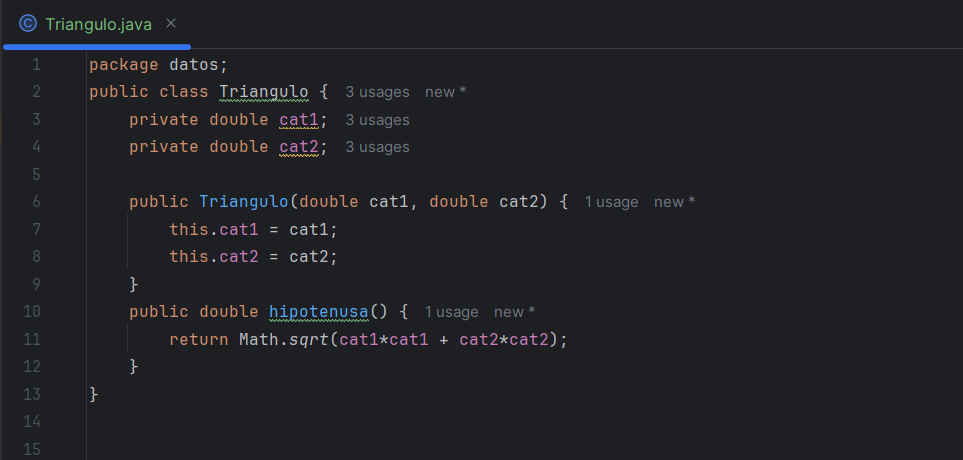 Triangulo.java
1 package datos;
2 public class Triangulo { 3 usages new *
3 private double cat1; 3 usages
4 private double cat2; 3 usages
5
6 public Triangulo(double cat1, double cat2) { 1 usage new *
7 this.cat1 = cat1;
8 this.cat2 = cat2;
9 }
10 public double hipotenusa() { 1 usage new *
11 return Math.sqrt(cat1*cat1 + cat2*cat2);
12 }
13 }
14
15